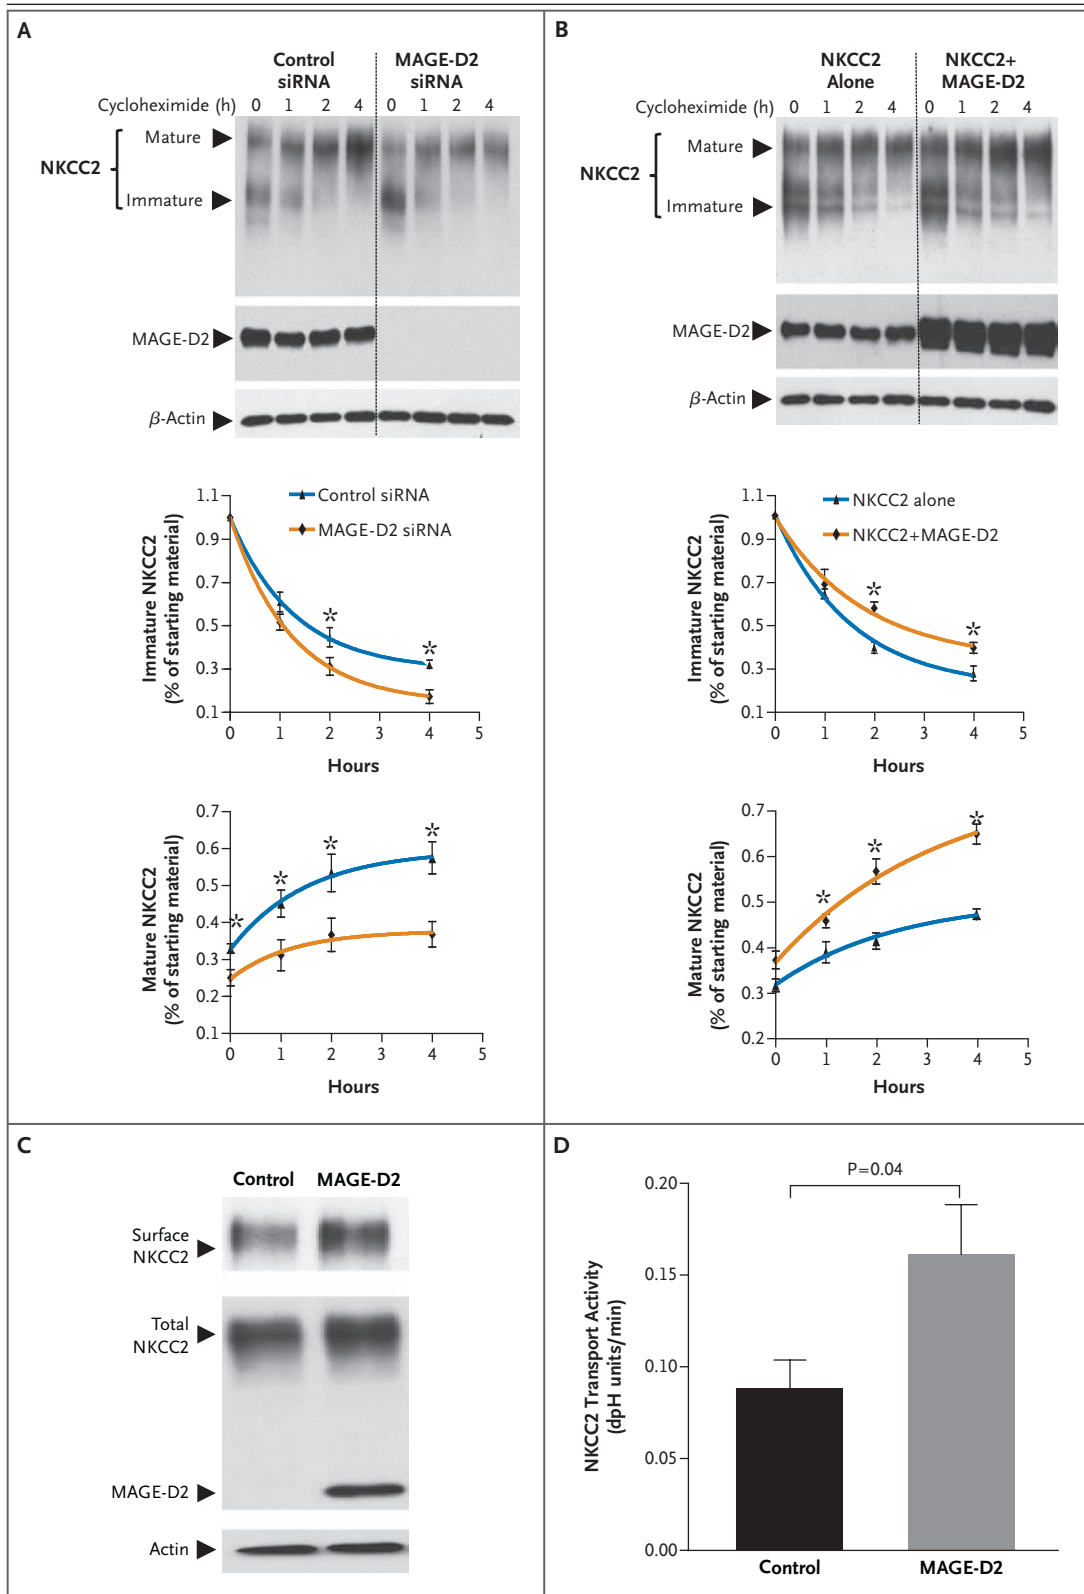 A
Control
siRNA
MAGE-D2
siRNA
Cycloheximide (h) 0 1 2 4 0 1 2 4
Mature
NKCC2
Immature
MAGE-D2
β-Actin
1.1
0.9
0.7
0.5
0.3
0.1
Immature NKCC2
(% of starting material)
Control siRNA
MAGE-D2 siRNA
*
*
0 1 2 3 4 5
Hours
0.7
0.6
0.5
0.4
0.3
0.2
0.1
Mature NKCC2
(% of starting material)
*
*
*
*
0 1 2 3 4 5
Hours
B
NKCC2
Alone
NKCC2+
MAGE-D2
Cycloheximide (h) 0 1 2 4 0 1 2 4
Mature
NKCC2
Immature
MAGE-D2
β-Actin
1.1
0.9
0.7
0.5
0.3
0.1
Immature NKCC2
(% of starting material)
NKCC2 alone
NKCC2+MAGE-D2
*
*
0 1 2 3 4 5
Hours
0.7
0.6
0.5
0.4
0.3
0.2
Mature NKCC2
(% of starting material)
*
*
*
0 1 2 3 4 5
Hours
C
Control MAGE-D2
Surface
NKCC2
Total
NKCC2
MAGE-D2
Actin
D
P=0.04
0.20
0.15
0.10
0.05
0.00
NKCC2 Transport Activity
(dpH units/min)
Control MAGE-D2